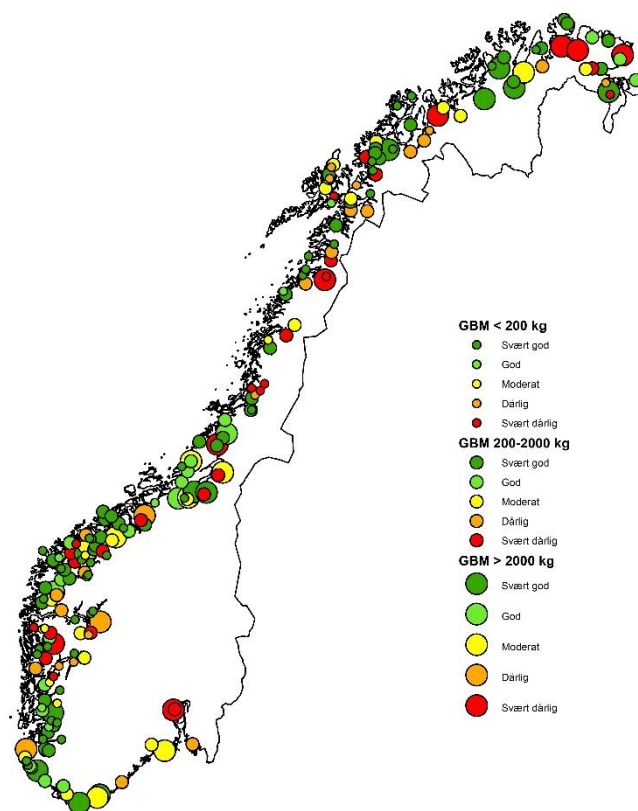 GBM < 200 kg
Svært god
God
Moderat
Dårlig
Svært dårlig
GBM 200-2000 kg
Svært god
God
Moderat
Dårlig
Svært dårlig
GBM > 2000 kg
Svært god
God
Moderat
Dårlig
Svært dårlig